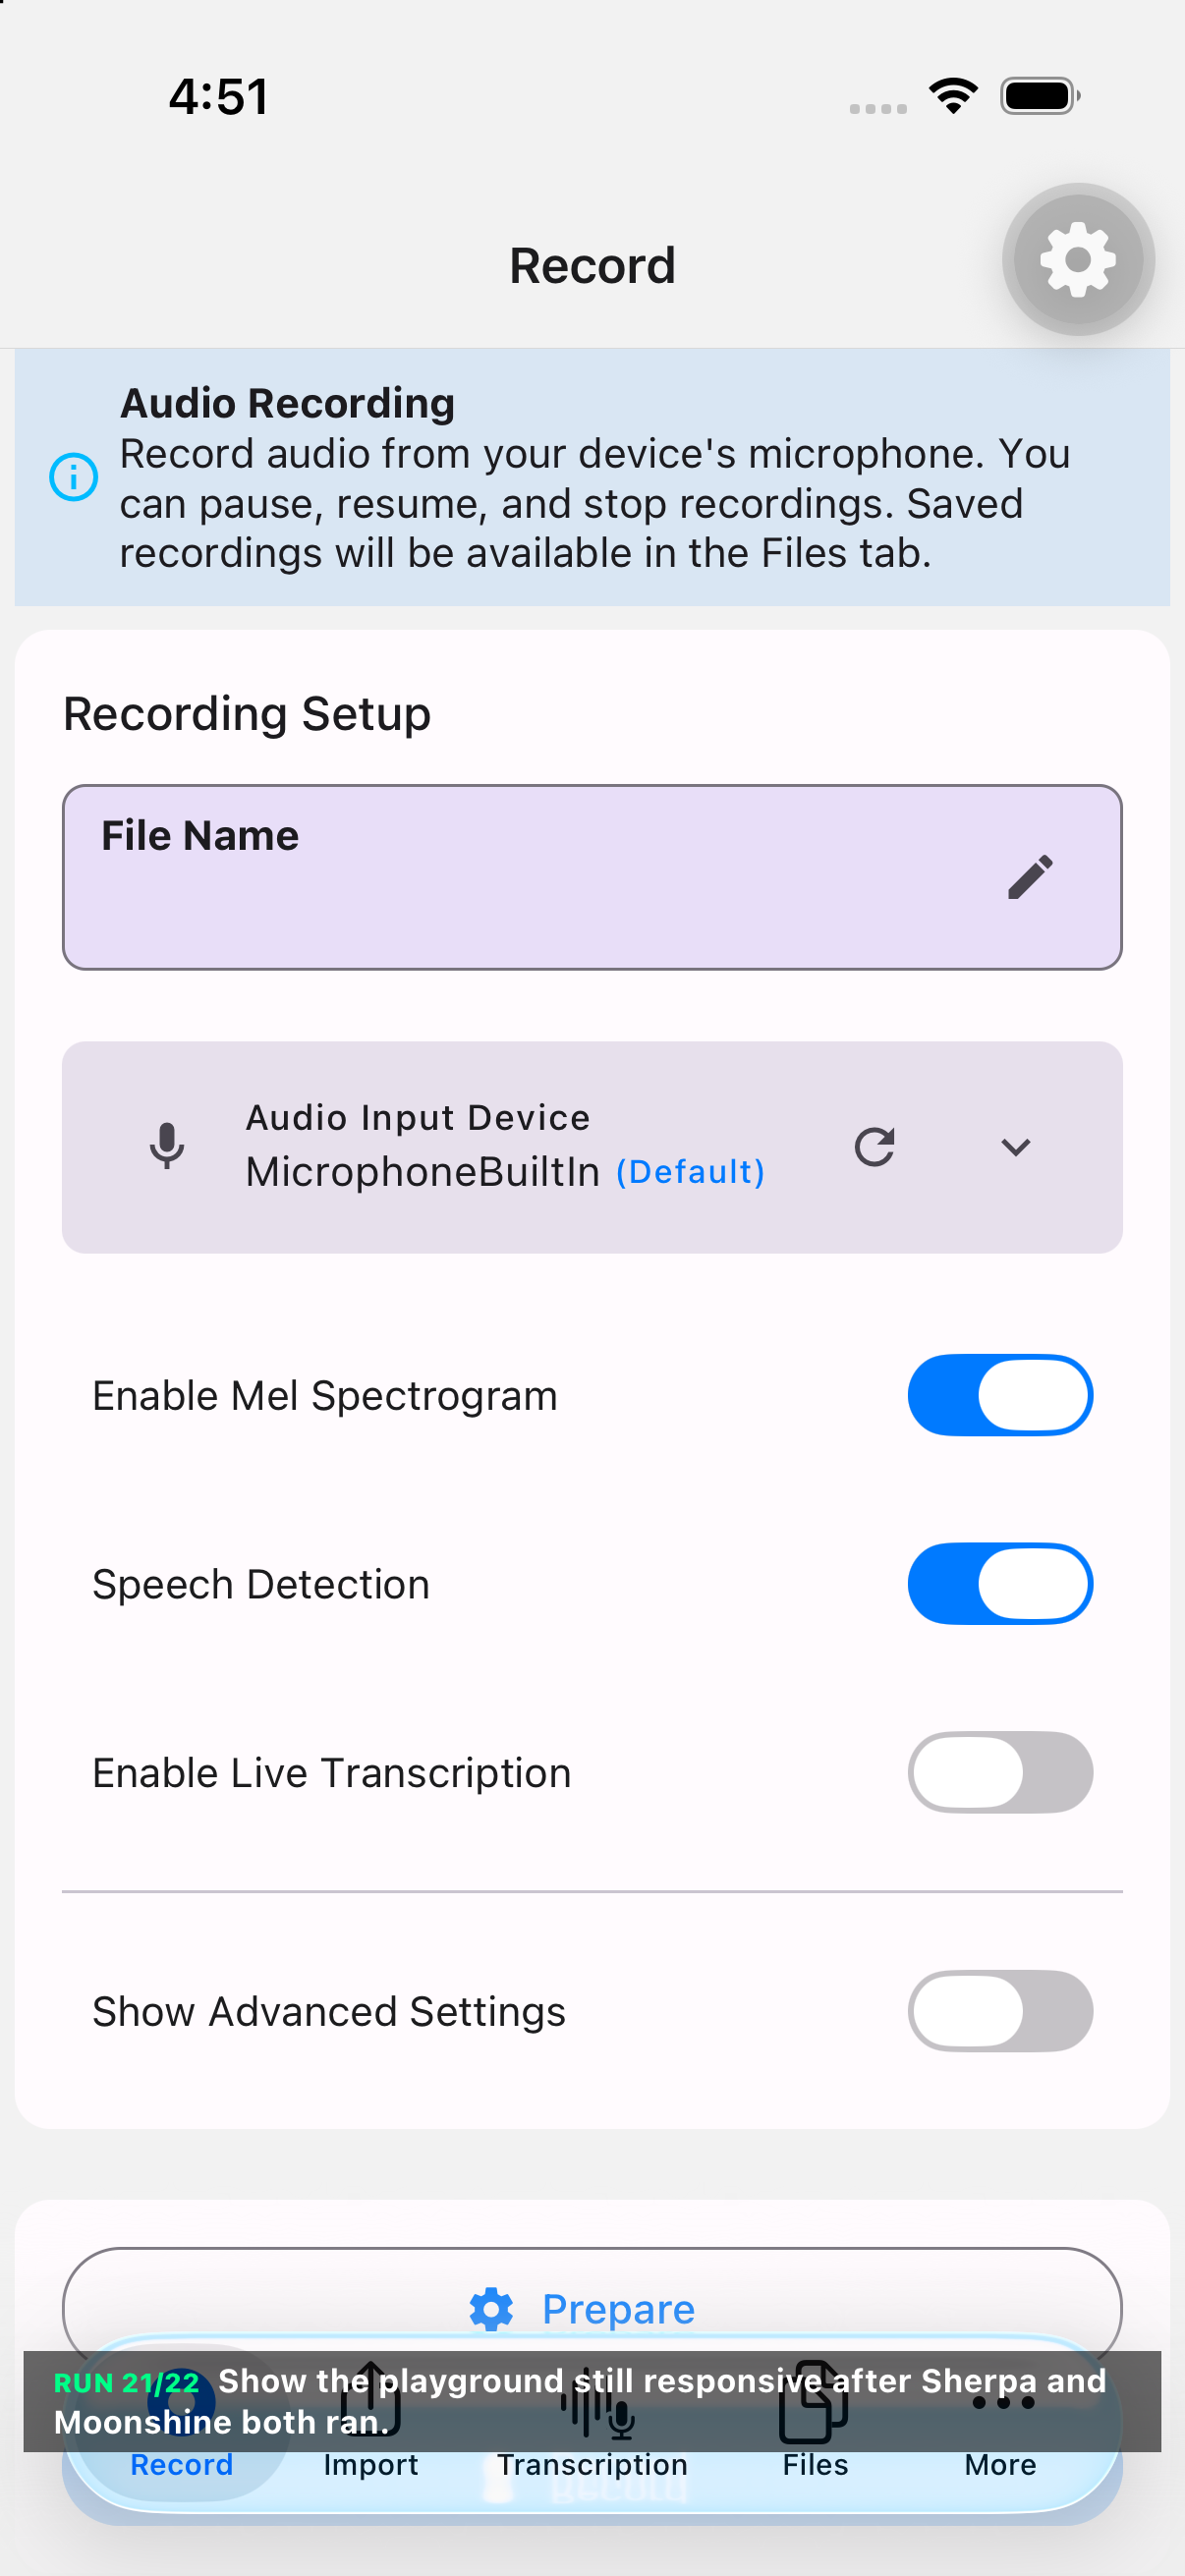 4:51
Record
Audio Recording
Record audio from your device's microphone. You
can pause, resume, and stop recordings. Saved
recordings will be available in the Files tab.
Recording Setup
File Name
Audio Input Device
MicrophoneBuiltIn (Default)
Enable Mel Spectrogram
Speech Detection
Enable Live Transcription
Show Advanced Settings
Prepare
RUN 21/22 Show the playground still responsive after Sherpa and
Moonshine both ran.
Record Import Transcription Files More
Record